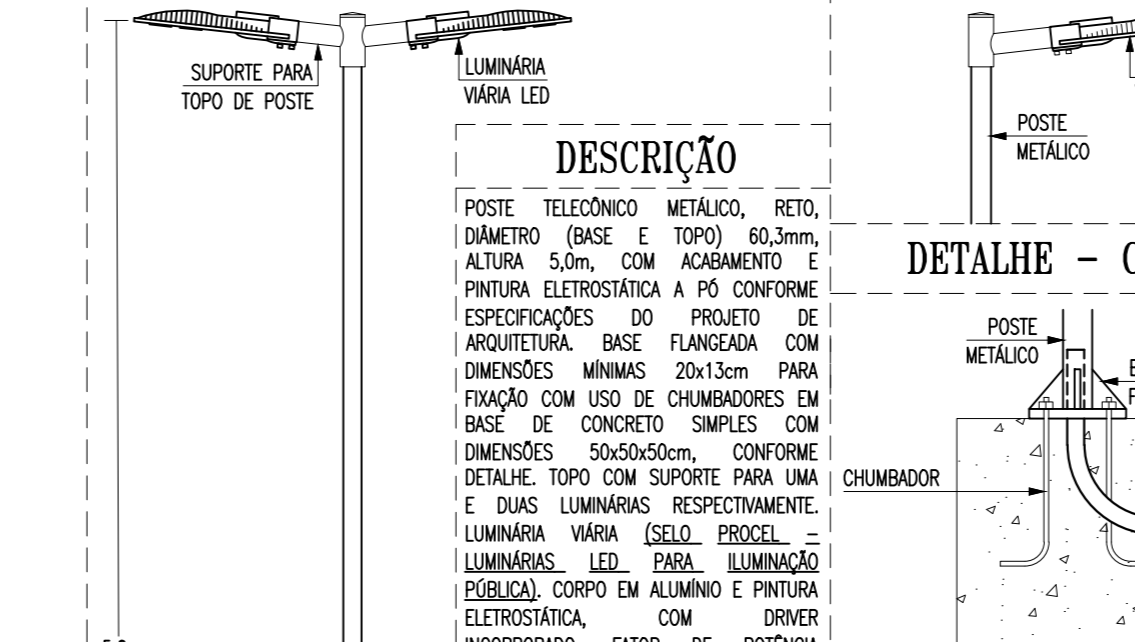 SUPORTE PARA
TOPO DE POSTE
LUMINÁRIA
VIÁRIA LED
DESCRIÇÃO
POSTE TELECÔNICO METÁLICO, RETO,
DIÂMETRO (BASE E TOPO) 60,3mm,
ALTURA 5,0m, COM ACABAMENTO E
PINTURA ELETROSTÁTICA A PÓ CONFORME
ESPECIFICAÇÕES DO PROJETO DE
ARQUITETURA. BASE FLANGEADA COM
DIMENSÕES MÍNIMAS 20x13cm PARA
FIXAÇÃO COM USO DE CHUMBADORES EM
BASE DE CONCRETO SIMPLES COM
DIMENSÕES 50x50x50cm, CONFORME
DETALHE. TOPO COM SUPORTE PARA UMA
E DUAS LUMINÁRIAS RESPECTIVAMENTE.
LUMINÁRIA VIÁRIA (SELO PROCEL –
LUMINÁRIAS LED PARA ILUMINAÇÃO
PÚBLICA). CORPO EM ALUMÍNIO E PINTURA
ELETROSTÁTICA, COM DRIVER
INCORPORADO, FATOR DE POTÊNCIA
POSTE
METÁLICO
DETALHE –
POSTE
METÁLICO
CHUMBADOR